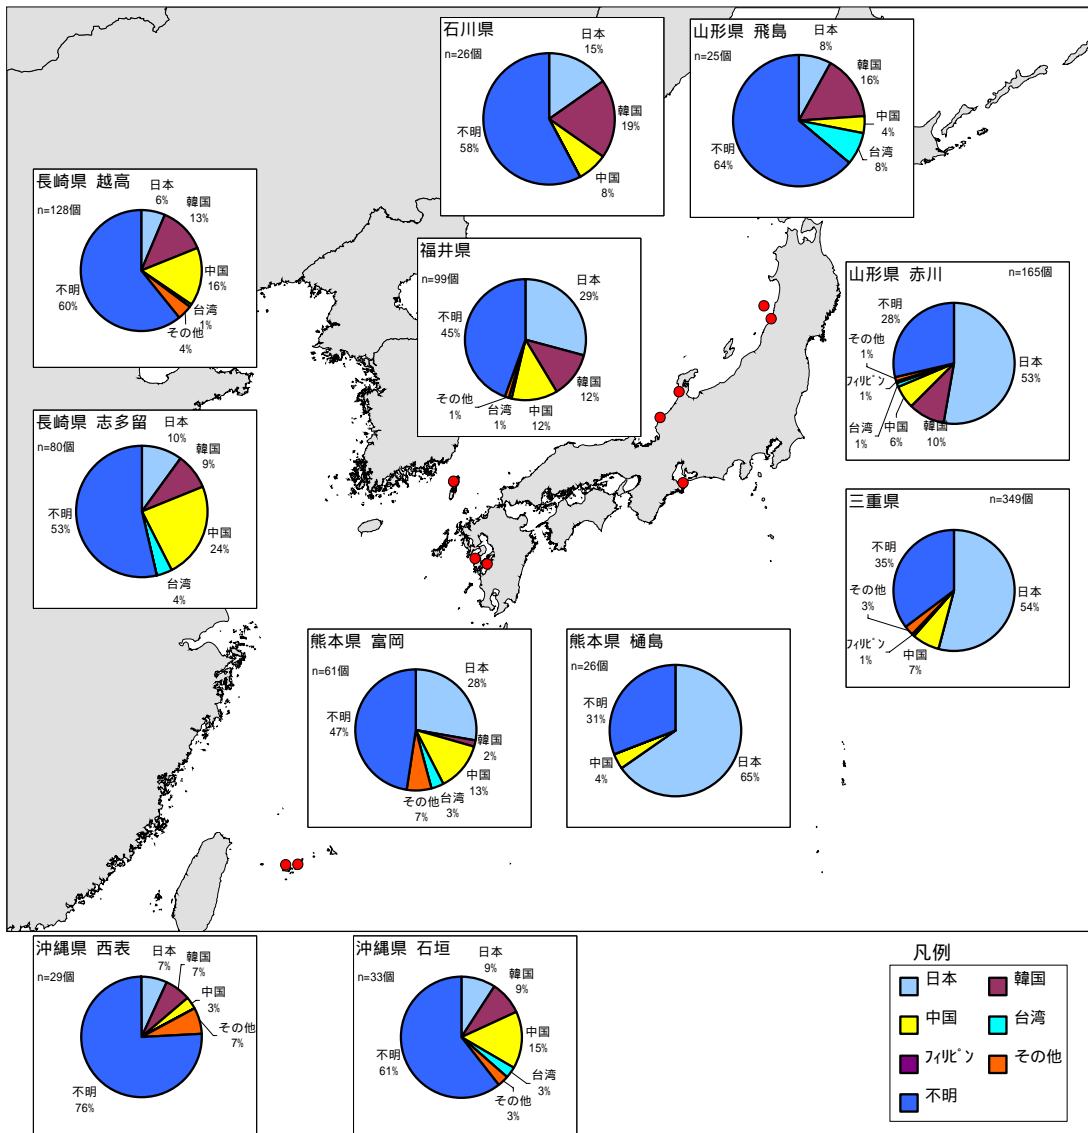 石川県
n=26個
日本
15%
韓国
19%
中国
8%
不明
58%
山形県 飛島
n=25個
日本
8%
韓国
16%
中国
4%
台湾
8%
不明
64%
長崎県 越高
n=128個
日本
6%
韓国
13%
中国
16%
台湾
1%
その他
4%
不明
60%
福井県
n=99個
日本
29%
韓国
12%
中国
12%
台湾
1%
その他
1%
不明
45%
山形県 赤川
n=165個
日本
53%
韓国
10%
中国
6%
台湾
1%
フィリピン
1%
その他
1%
不明
28%
長崎県 志多留
n=80個
日本
10%
韓国
9%
中国
24%
台湾
4%
不明
53%
三重県
n=349個
日本
54%
中国
7%
フィリピン
1%
その他
3%
不明
35%
熊本県 富岡
n=61個
日本
28%
韓国
2%
中国
13%
台湾
3%
その他
7%
不明
47%
熊本県 樋島
n=26個
日本
65%
中国
4%
不明
31%
沖縄県 西表
n=29個
日本
7%
韓国
7%
中国
3%
その他
7%
不明
76%
沖縄県 石垣
n=33個
日本
9%
韓国
9%
中国
15%
台湾
3%
その他
3%
不明
61%
凡例
日本
韓国
中国
台湾
フィリピン
その他
不明